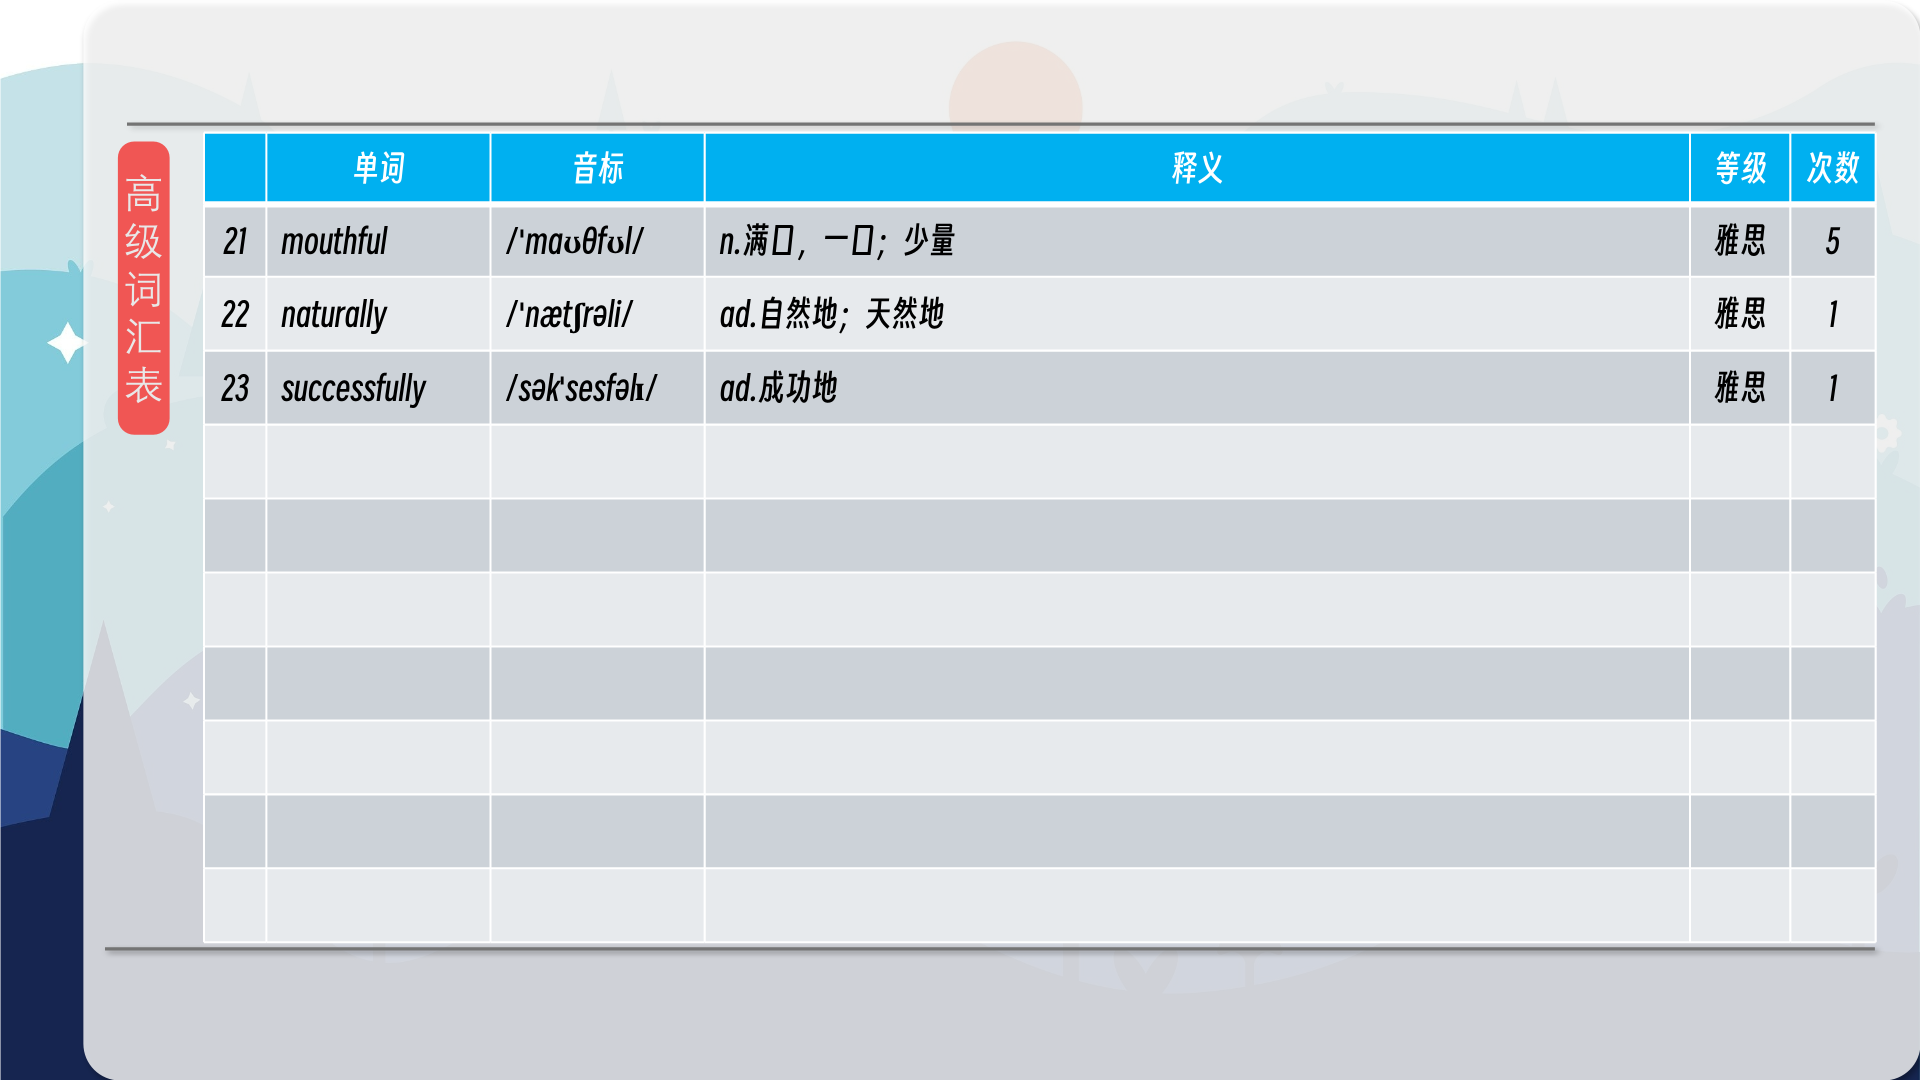 高级词汇表
单词 音标 释义 等级 次数
21 mouthful /ˈmaʊθfʊl/ n.满口，一口；少量 雅思 5
22 naturally /ˈnætʃrəli/ ad.自然地；天然地 雅思 1
23 successfully /səkˈsesfəlɪ/ ad.成功地 雅思 1